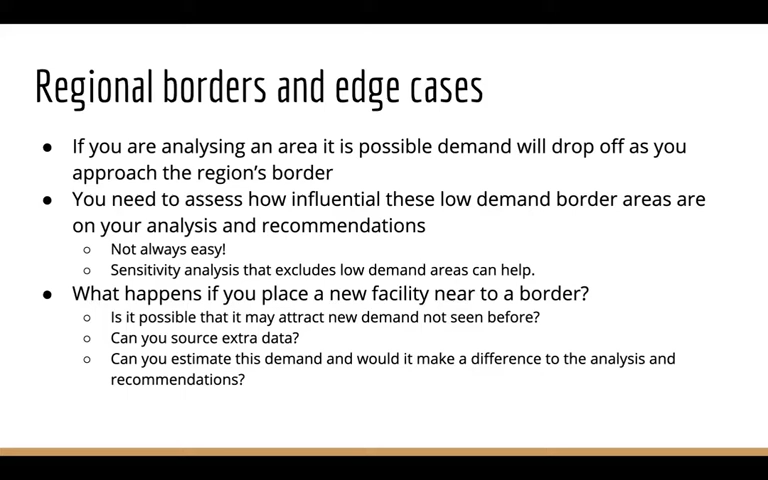 Regional borders and edge cases
● If you are analysing an area it is possible demand will drop off as you
approach the region's border
● You need to assess how influential these low demand border areas are
on your analysis and recommendations
○ Not always easy!
○ Sensitivity analysis that excludes low demand areas can help.
● What happens if you place a new facility near to a border?
○ Is it possible that it may attract new demand not seen before?
○ Can you source extra data?
○ Can you estimate this demand and would it make a difference to the analysis and
recommendations?